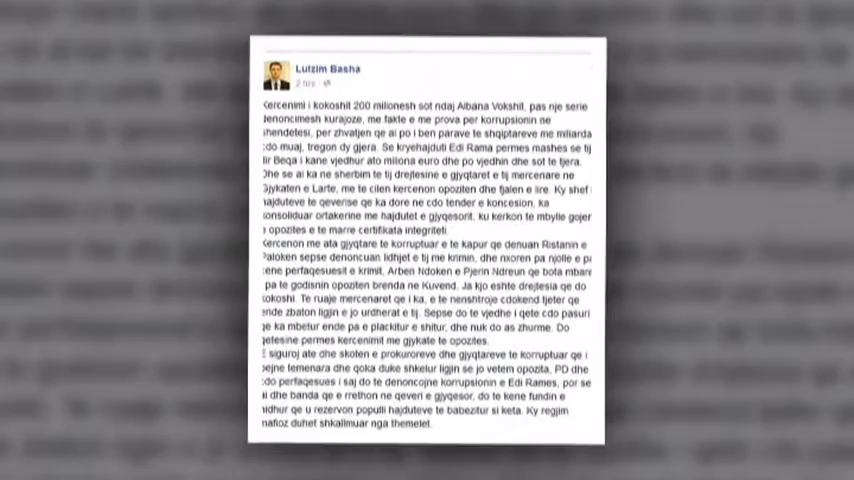 Lulzim Basha
2 hrs
Kercenimi i kokoshit 200 milionesh sot ndaj Albana Vokshit, pas nje serie
denoncimesh kurajoze, me fakte e me prova per korrupsionin ne
shendetesi, per zhvatjen qe ai po i ben parave te shqiptareve me miliarda
cdo muaj, tregon dy gjera. Se kryehajduti Edi Rama permes mashes se tij
Ilir Beqa i kane vjedhur ato miliona euro dhe po vjedhin dhe sot te tjera.
Dhe se ai ka ne sherbim te tij drejtesine e gjyqtaret e tij mercenare ne
Gjykaten e Larte, me te cilen kercenon opoziten dhe fjalen e lire. Ky shef i
hajduteve te qeverise qe ka dore ne cdo tender e koncesion, ka
konsoliduar ortakerine me hajdutet e gjyqesorit, ku kerkon te mbylle gojen
e opozites e te marre certifikata integriteti.
Kercenon me ata gjyqtare te korruptuar e te kapur qe denuan Ristanin e
Paloken sepse denoncuan lidhjet e tij me krimin, dhe nxoren pa njolle e pa
pene perfaqesuesit e krimit, Arben Ndoken e Pjerin Ndreun qe bota mbare
pa te godisnin opoziten brenda ne Kuvend. Ja kjo eshte drejtesia qe do
kokoshi. Te ruaje mercenaret qe i ka, e te nenshtroje cdokend tjeter qe
ende zbaton ligjin e jo urdherat e tij. Sepse do te vjedhe i qete cdo pasuri
qe ka mbetur ende pa e plackitur e shitur, dhe nuk do as zhurme. Do
qetesine permes kercenimit me gjykate te opozites.
E siguroj ate dhe skoten e prokuroreve dhe gjyqtareve te korruptuar qe i
bejne temenara dhe qoka duke shkelur ligjin se jo vetem opozita, PD dhe
cdo perfaqesues i saj do te denoncojne korrupsionin e Edi Rames, por se
ai dhe banda qe e rrethon ne qeveri e gjyqesor, do te kene fundin e
hidhur qe u rezervon populli hajduteve te babezitur si keta. Ky regjim
mafioz duhet shkallmuar nga themelet.